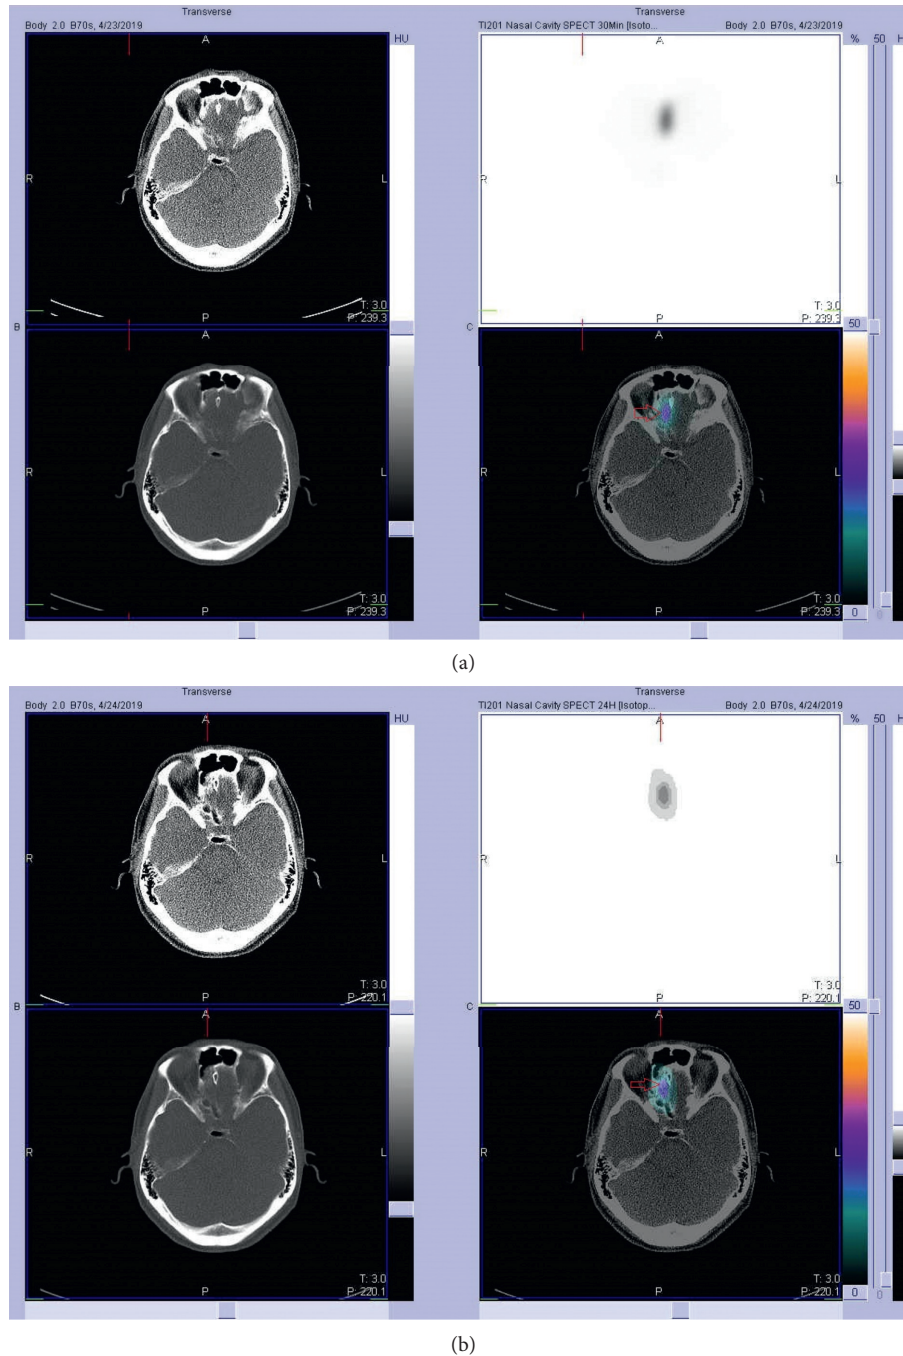 Transverse
Transverse
Body 2.0 B70s, 4/23/2019
HU
Tl201 Nasal Cavity SPECT 30Min [Isoto...
Body 2.0 B70s, 4/23/2019
% 50 H
A
A
R
L
R
L
T: 3.0
P: 239.3
T: 3.0
P: 239.3
B
P
C
P
A
A
50
R
L
R
L
T: 3.0
P: 239.3
T: 3.0
P: 239.3
P
P
0
0
(a)
Transverse
Transverse
Body 2.0 B70s, 4/24/2019
HU
Tl201 Nasal Cavity SPECT 24H [Isotop...
Body 2.0 B70s, 4/24/2019
% 50 H
A
A
R
L
R
L
T: 3.0
P: 220.1
T: 3.0
P: 220.1
B
P
C
P
A
A
50
R
L
R
L
T: 3.0
P: 220.1
T: 3.0
P: 220.1
P
P
0
0
(b)